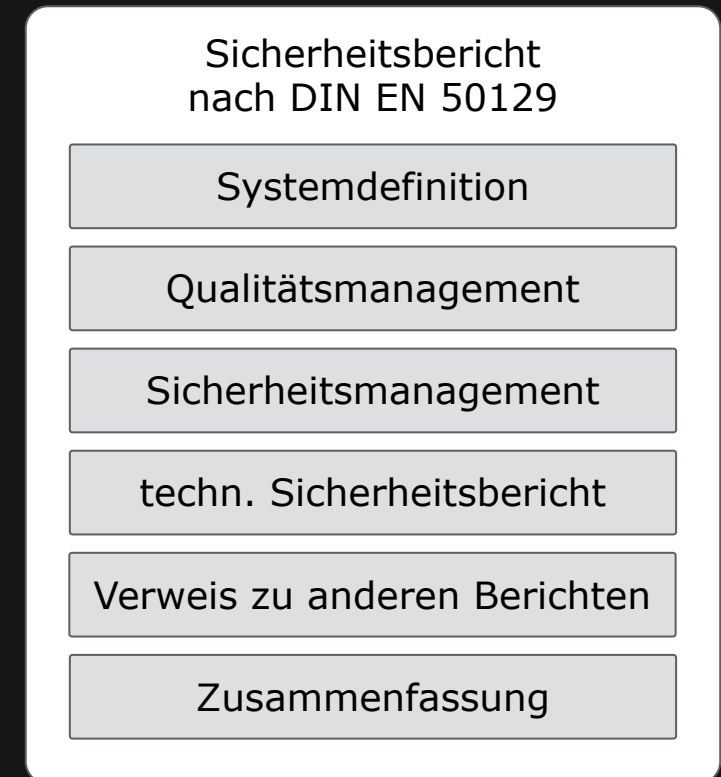 Sicherheitsbericht
nach DIN EN 50129
Systemdefinition
Qualitätsmanagement
Sicherheitsmanagement
techn. Sicherheitsbericht
Verweis zu anderen Berichten
Zusammenfassung